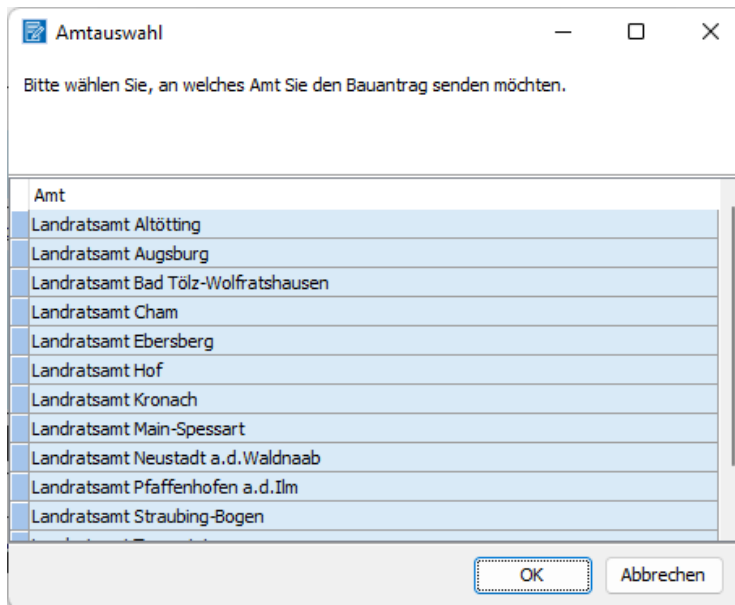 Amtauswahl
Bitte wählen Sie, an welches Amt Sie den Bauantrag senden möchten.
Amt
Landratsamt Altötting
Landratsamt Augsburg
Landratsamt Bad Tölz-Wolfratshausen
Landratsamt Cham
Landratsamt Ebersberg
Landratsamt Hof
Landratsamt Kronach
Landratsamt Main-Spessart
Landratsamt Neustadt a.d.Waldnaab
Landratsamt Pfaffenhofen a.d.Ilm
Landratsamt Straubing-Bogen
OK Abbrechen